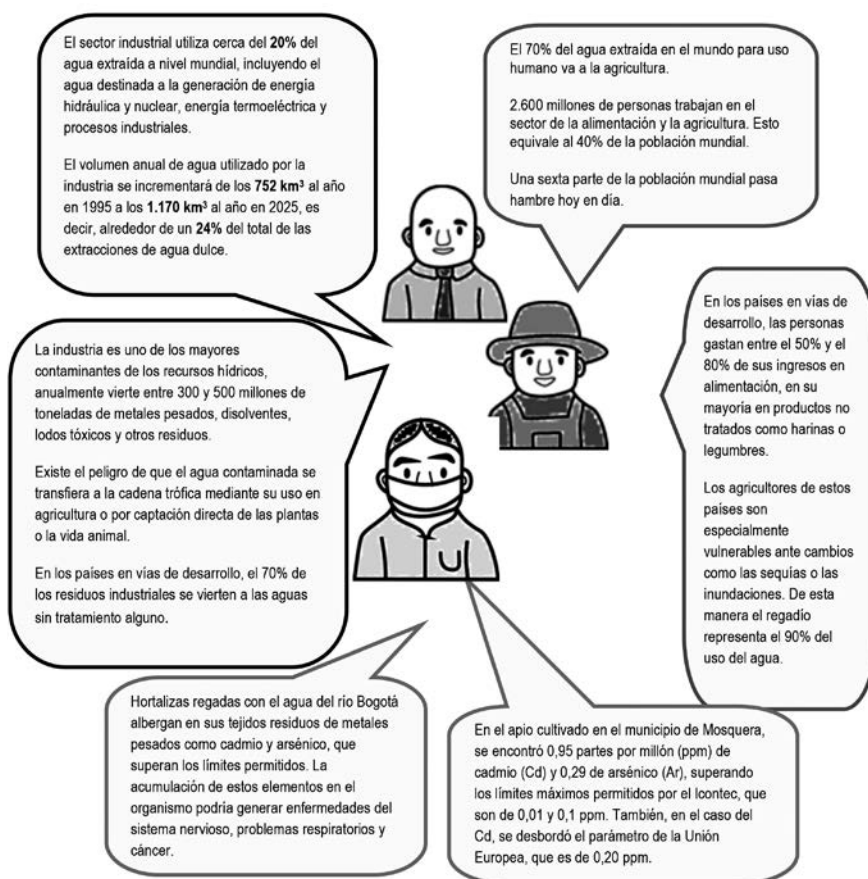 El sector industrial utiliza cerca del 20% del
agua extraída a nivel mundial, incluyendo el
agua destinada a la generación de energía
hidráulica y nuclear, energía termoeléctrica y
procesos industriales.
El volumen anual de agua utilizado por la
industria se incrementará de los 752 km³ al año
en 1995 a los 1.170 km³ al año en 2025, es
decir, alrededor de un 24% del total de las
extracciones de agua dulce.
El 70% del agua extraída en el mundo para uso
humano va a la agricultura.
2.600 millones de personas trabajan en el
sector de la alimentación y la agricultura. Esto
equivale al 40% de la población mundial.
Una sexta parte de la población mundial pasa
hambre hoy en día.
En los países en vías de
desarrollo, las personas
gastan entre el 50% y el
80% de sus ingresos en
alimentación, en su
mayoría en productos no
tratados como harinas o
legumbres.
Los agricultores de estos
países son
especialmente
vulnerables ante cambios
como las sequías o las
inundaciones. De esta
manera el regadío
representa el 90% del
uso del agua.
La industria es uno de los mayores
contaminantes de los recursos hídricos,
anualmente vierte entre 300 y 500 millones de
toneladas de metales pesados, disolventes,
lodos tóxicos y otros residuos.
Existe el peligro de que el agua contaminada se
transfiera a la cadena trófica mediante su uso en
agricultura o por captación directa de las plantas
o la vida animal.
En los países en vías de desarrollo, el 70% de
los residuos industriales se vierten a las aguas
sin tratamiento alguno.
Hortalizas regadas con el agua del río Bogotá
albergan en sus tejidos residuos de metales
pesados como cadmio y arsénico, que
superan los límites permitidos. La
acumulación de estos elementos en el
organismo podría generar enfermedades del
sistema nervioso, problemas respiratorios y
cáncer.
En el apio cultivado en el municipio de Mosquera,
se encontró 0,95 partes por millón (ppm) de
cadmio (Cd) y 0,29 de arsénico (Ar), superando
los límites máximos permitidos por el Icontec, que
son de 0,01 y 0,1 ppm. También, en el caso del
Cd, se desbordó el parámetro de la Unión
Europea, que es de 0,20 ppm.